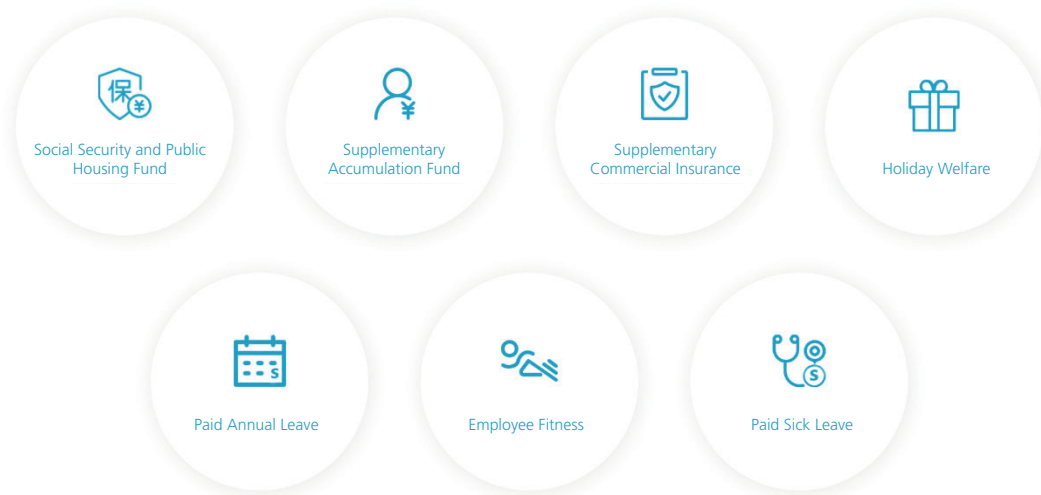 保
¥
Social Security and Public
Housing Fund
¥
Supplementary
Accumulation Fund
Supplementary
Commercial Insurance
Holiday Welfare
S
Paid Annual Leave
Employee Fitness
S
Paid Sick Leave